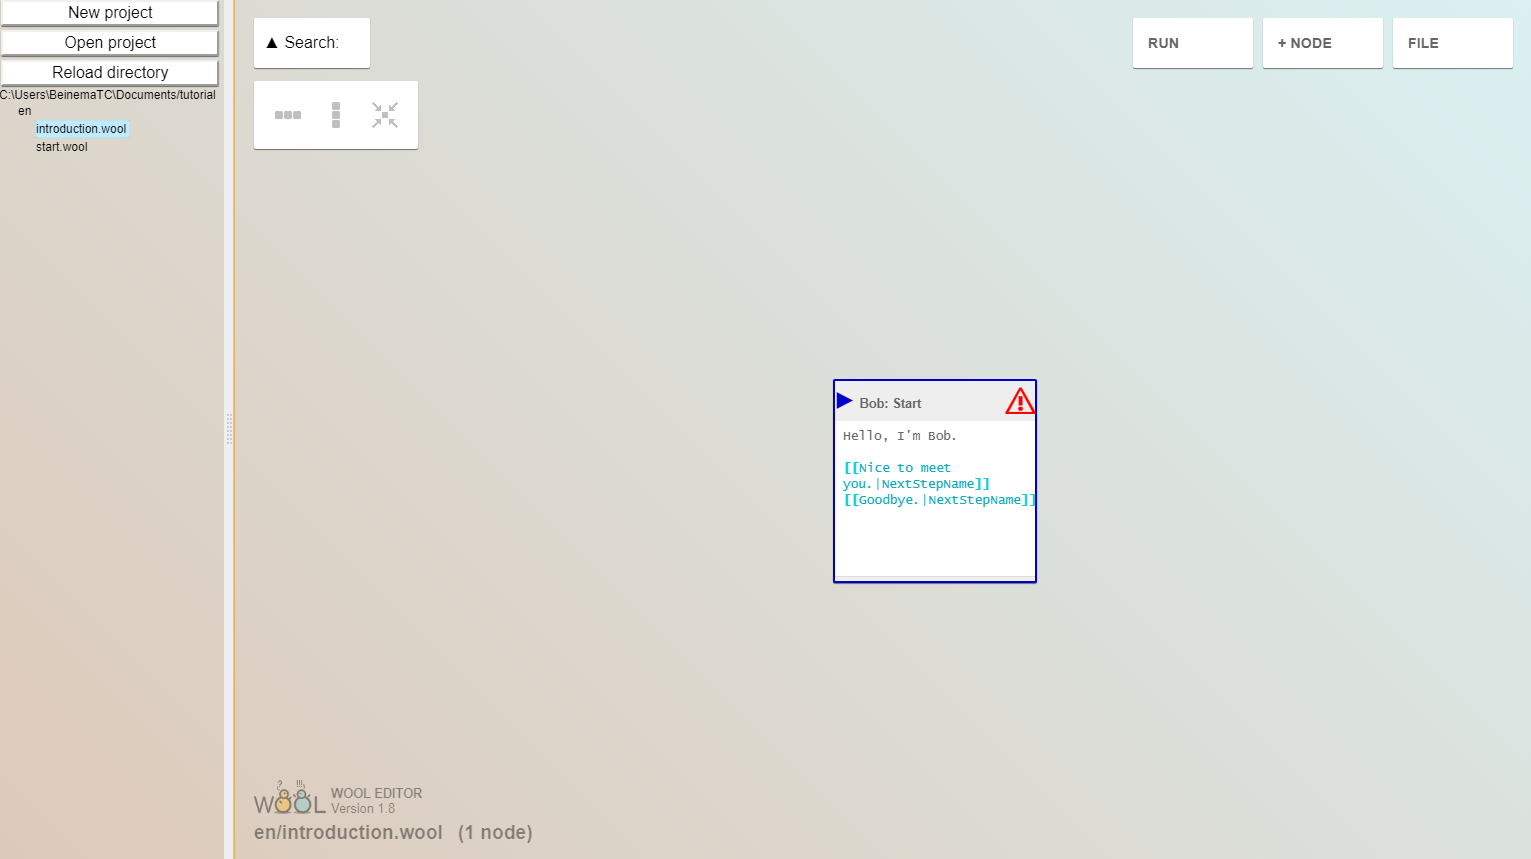 New project
Open project
Reload directory
C:\Users\BeinemaTC\Documents/tutorial
en
introduction.wool
start.wool
▲ Search:
RUN
+ NODE
FILE
Bob: Start
Hello, I'm Bob.
[[Nice to meet
you.|NextStepName]]
[[Goodbye.|NextStepName]]
? !!!
WOOL
WOOL EDITOR
Version 1.8
en/introduction.wool (1 node)